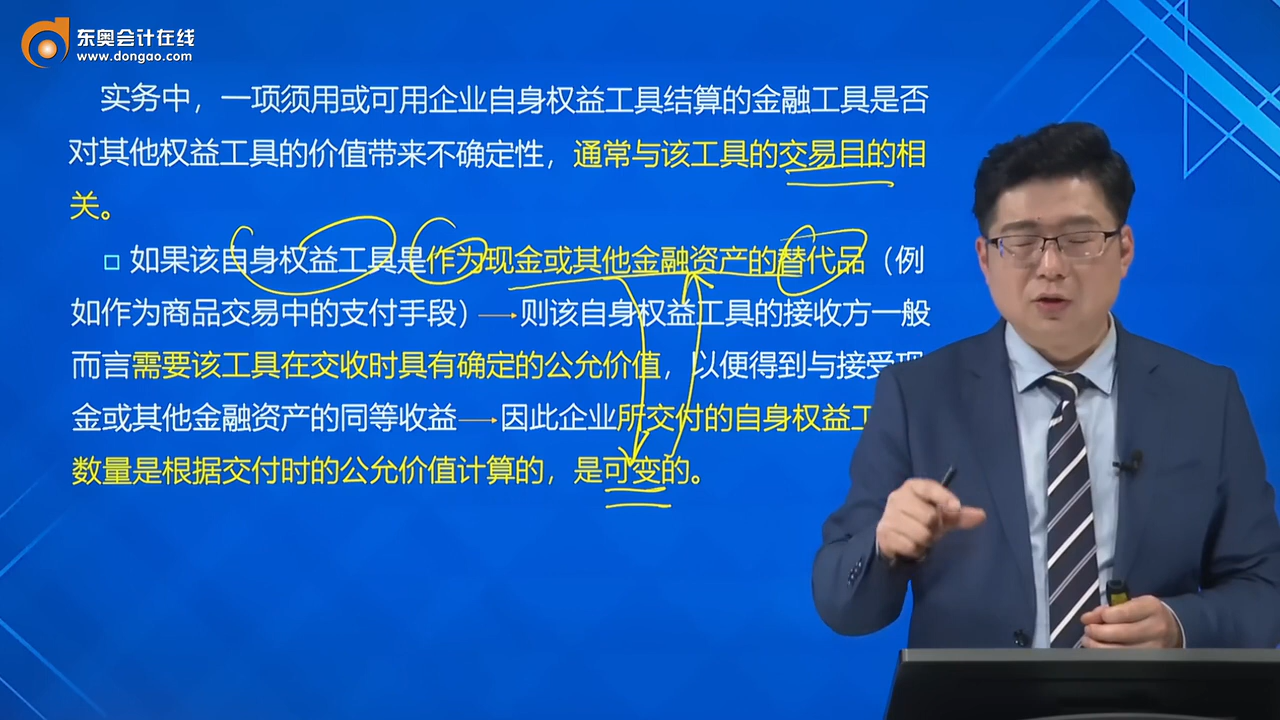 东奥会计在线
www.dongao.com
实务中，一项须用或可用企业自身权益工具结算的金融工具是否
对其他权益工具的价值带来不确定性，通常与该工具的交易目的相
关。
如果该自身权益工具是作为现金或其他金融资产的替代品（例
如作为商品交易中的支付手段）→则该自身权益工具的接收方一般
而言需要该工具在交收时具有确定的公允价值，以便得到与接受现
金或其他金融资产的同等收益→因此企业所交付的自身权益工
数量是根据交付时的公允价值计算的，是可变的。